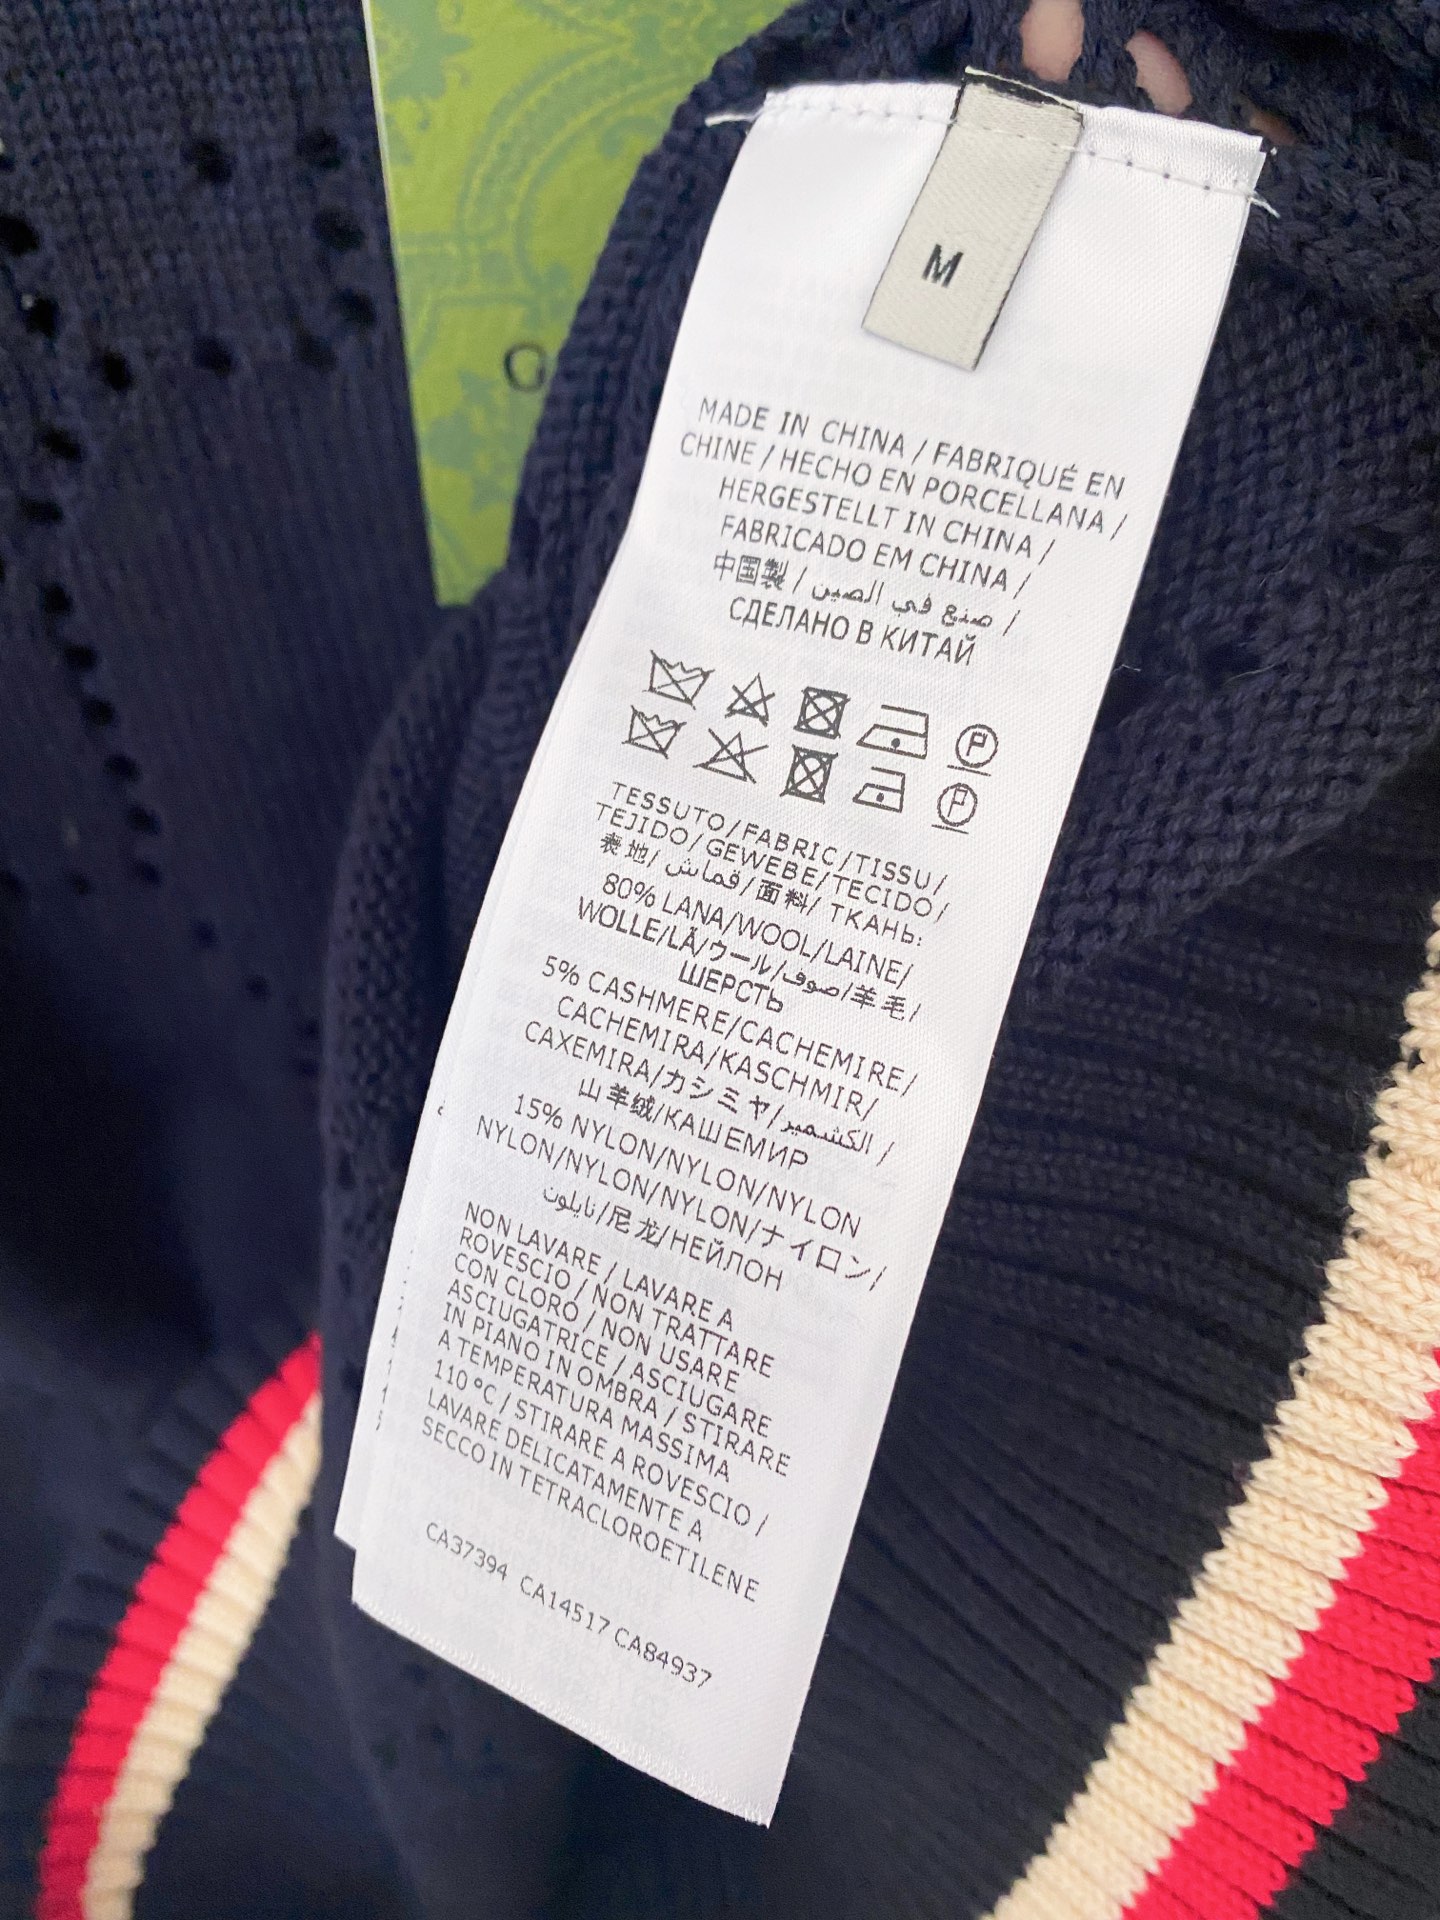 G
M
MADE IN CHINA / FABRIQUÉ EN
CHINE / HECHO EN PORCELLANA /
HERGESTELLT IN CHINA /
FABRICADO EM CHINA /
中国製 / صنع في الصين /
СДЕЛАНО В КИТАЙ
P
P
TESSUTO/FABRIC/TISSU/
TEJIDO/GEWEBE/TECIDO/
表地/قماش/面料/ТКАНЬ:
80% LANA/WOOL/LAINE/
WOLLE/LÃ/ウール/صوف/羊毛/
ШЕРСТЬ
5% CASHMERE/CACHEMIRE/
CACHEMIRA/KASCHMIR/
CAXEMIRA/カシミヤ/الكشمير/
山羊绒/КАШЕМИР
15% NYLON/NYLON/NYLON
NYLON/NYLON/NYLON/ナイロン/
نايلون/尼龙/НЕЙЛОН
NON LAVARE / LAVARE A
ROVESCIO / NON TRATTARE
CON CLORO / NON USARE
ASCIUGATRICE / ASCIUGARE
IN PIANO IN OMBRA / STIRARE
A TEMPERATURA MASSIMA
110 °C / STIRARE A ROVESCIO /
LAVARE DELICATAMENTE A
SECCO IN TETRACLOROETILENE
CA37394 CA14517 CA84937